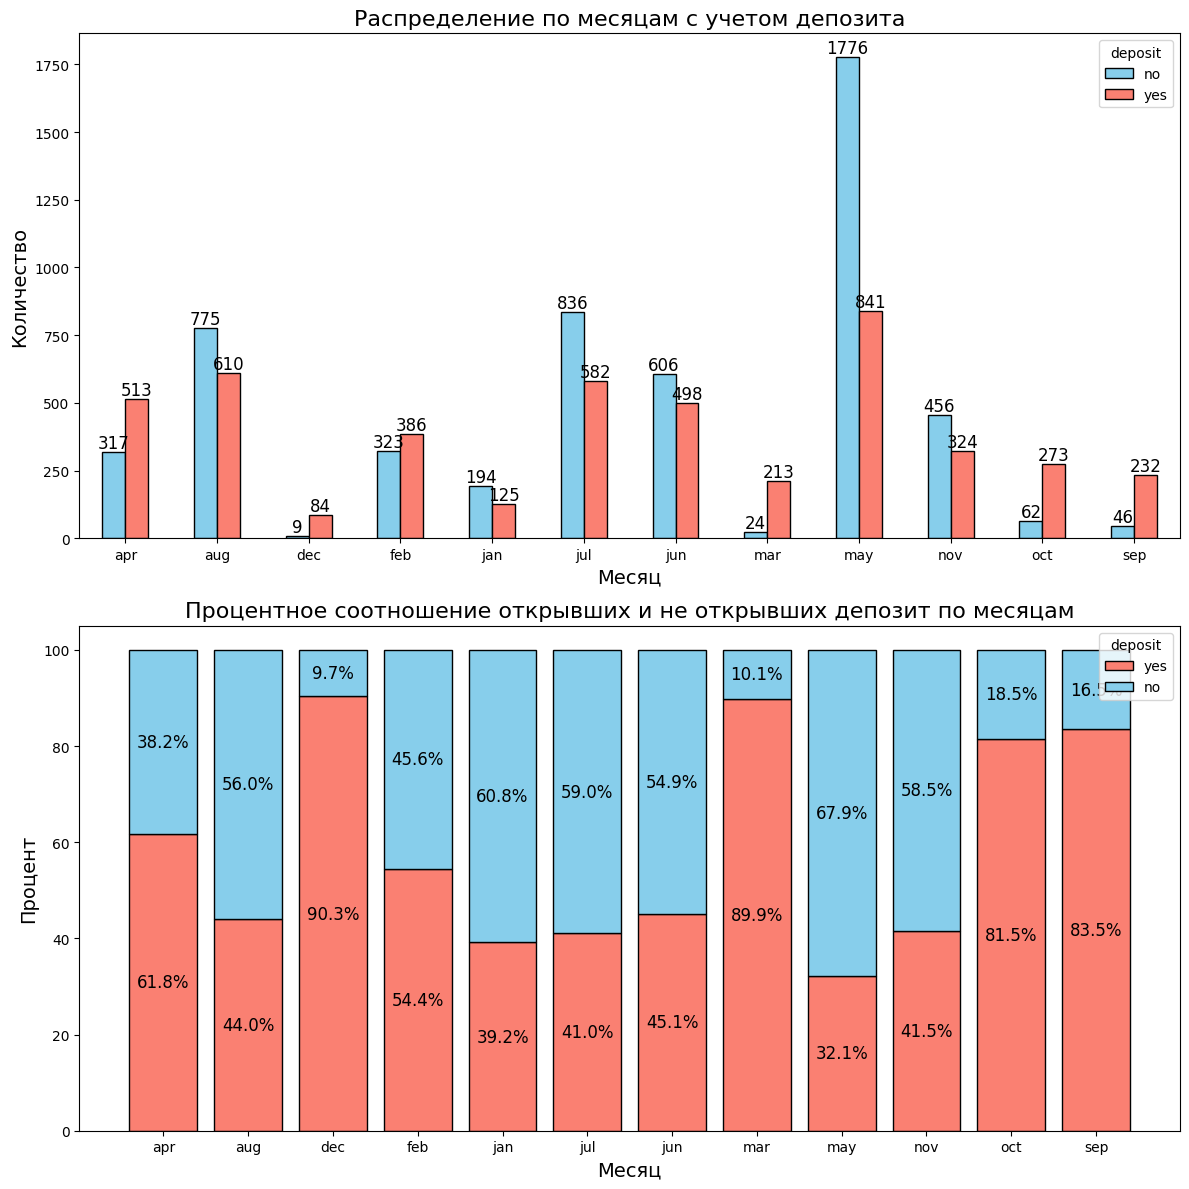 Распределение по месяцам с учетом депозита
Количество
1750
1500
1250
1000
750
500
250
0
317 513
775 610
9 84
323 386
194 125
836 582
606 498
24 213
1776 841
456 324
62 273
46 232
deposit
no
yes
apr aug dec feb jan jul jun mar may nov oct sep
Месяц
Процентное соотношение открывших и не открывших депозит по месяцам
Процент
100
80
60
40
20
0
38.2% 56.0% 9.7% 45.6% 60.8% 59.0% 54.9% 10.1% 67.9% 58.5% 18.5% 16.5%
61.8% 44.0% 90.3% 54.4% 39.2% 41.0% 45.1% 89.9% 32.1% 41.5% 81.5% 83.5%
deposit
yes
no
apr aug dec feb jan jul jun mar may nov oct sep
Месяц